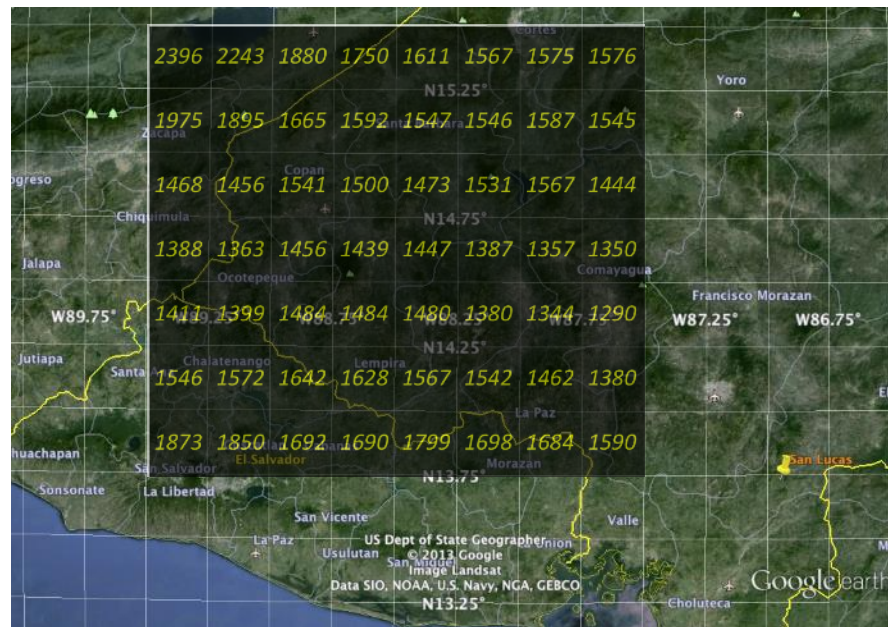 Cortes
2396 2243 1880 1750 1611 1567 1575 1576
Yoro
N15.25°
1975 1895 1665 1592 1547 1546 1587 1545
Zacapa
Copan
1468 1456 1541 1500 1473 1531 1567 1444
Chiquimula
N14.75°
1388 1363 1456 1439 1447 1387 1357 1350
Jalapa
Comayagua
Ocotepeque
Francisco Morazan
1411 1399 1484 1484 1480 1380 1344 1290
W89.75° W87.25° W86.75°
N14.25°
Jutiapa
Chalatenango
Lempira
1546 1572 1642 1628 1567 1542 1462 1380
La Paz
1873 1850 1692 1690 1799 1698 1684 1590
huachapan
San Salvador
El Salvador
Morazan
San Lucas
N13.75°
Sonsonate
La Libertad
San Vicente
Valle
La Paz
US Dept of State Geographer
Usulutan
© 2013 Google
San Miguel
Image Landsat
Data SIO, NOAA, U.S. Navy, NGA, GEBCO
Google earth
N13.25°
Choluteca